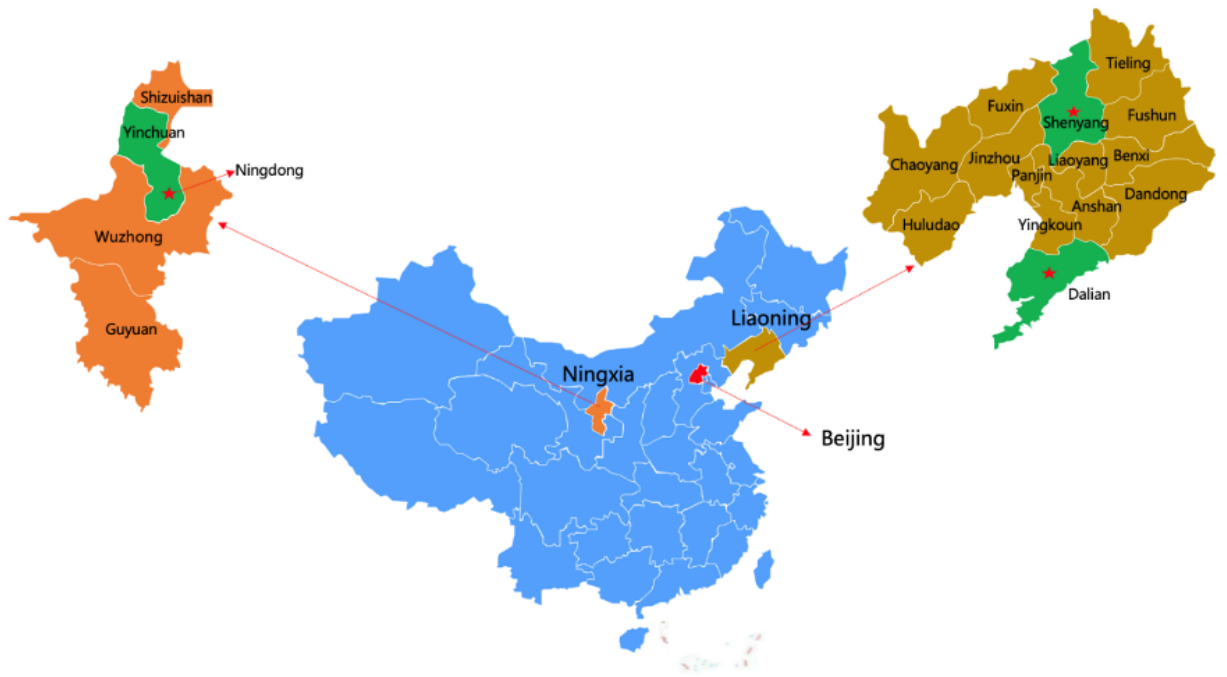 Shizuishan
Yinchuan
Ningdong
Wuzhong
Guyuan
Tieling
Fuxin
Shenyang
Fushun
Chaoyang
Jinzhou
Liaoyang
Benxi
Panjin
Dandong
Anshan
Huludao
Yingkoun
Dalian
Liaoning
Ningxia
Beijing